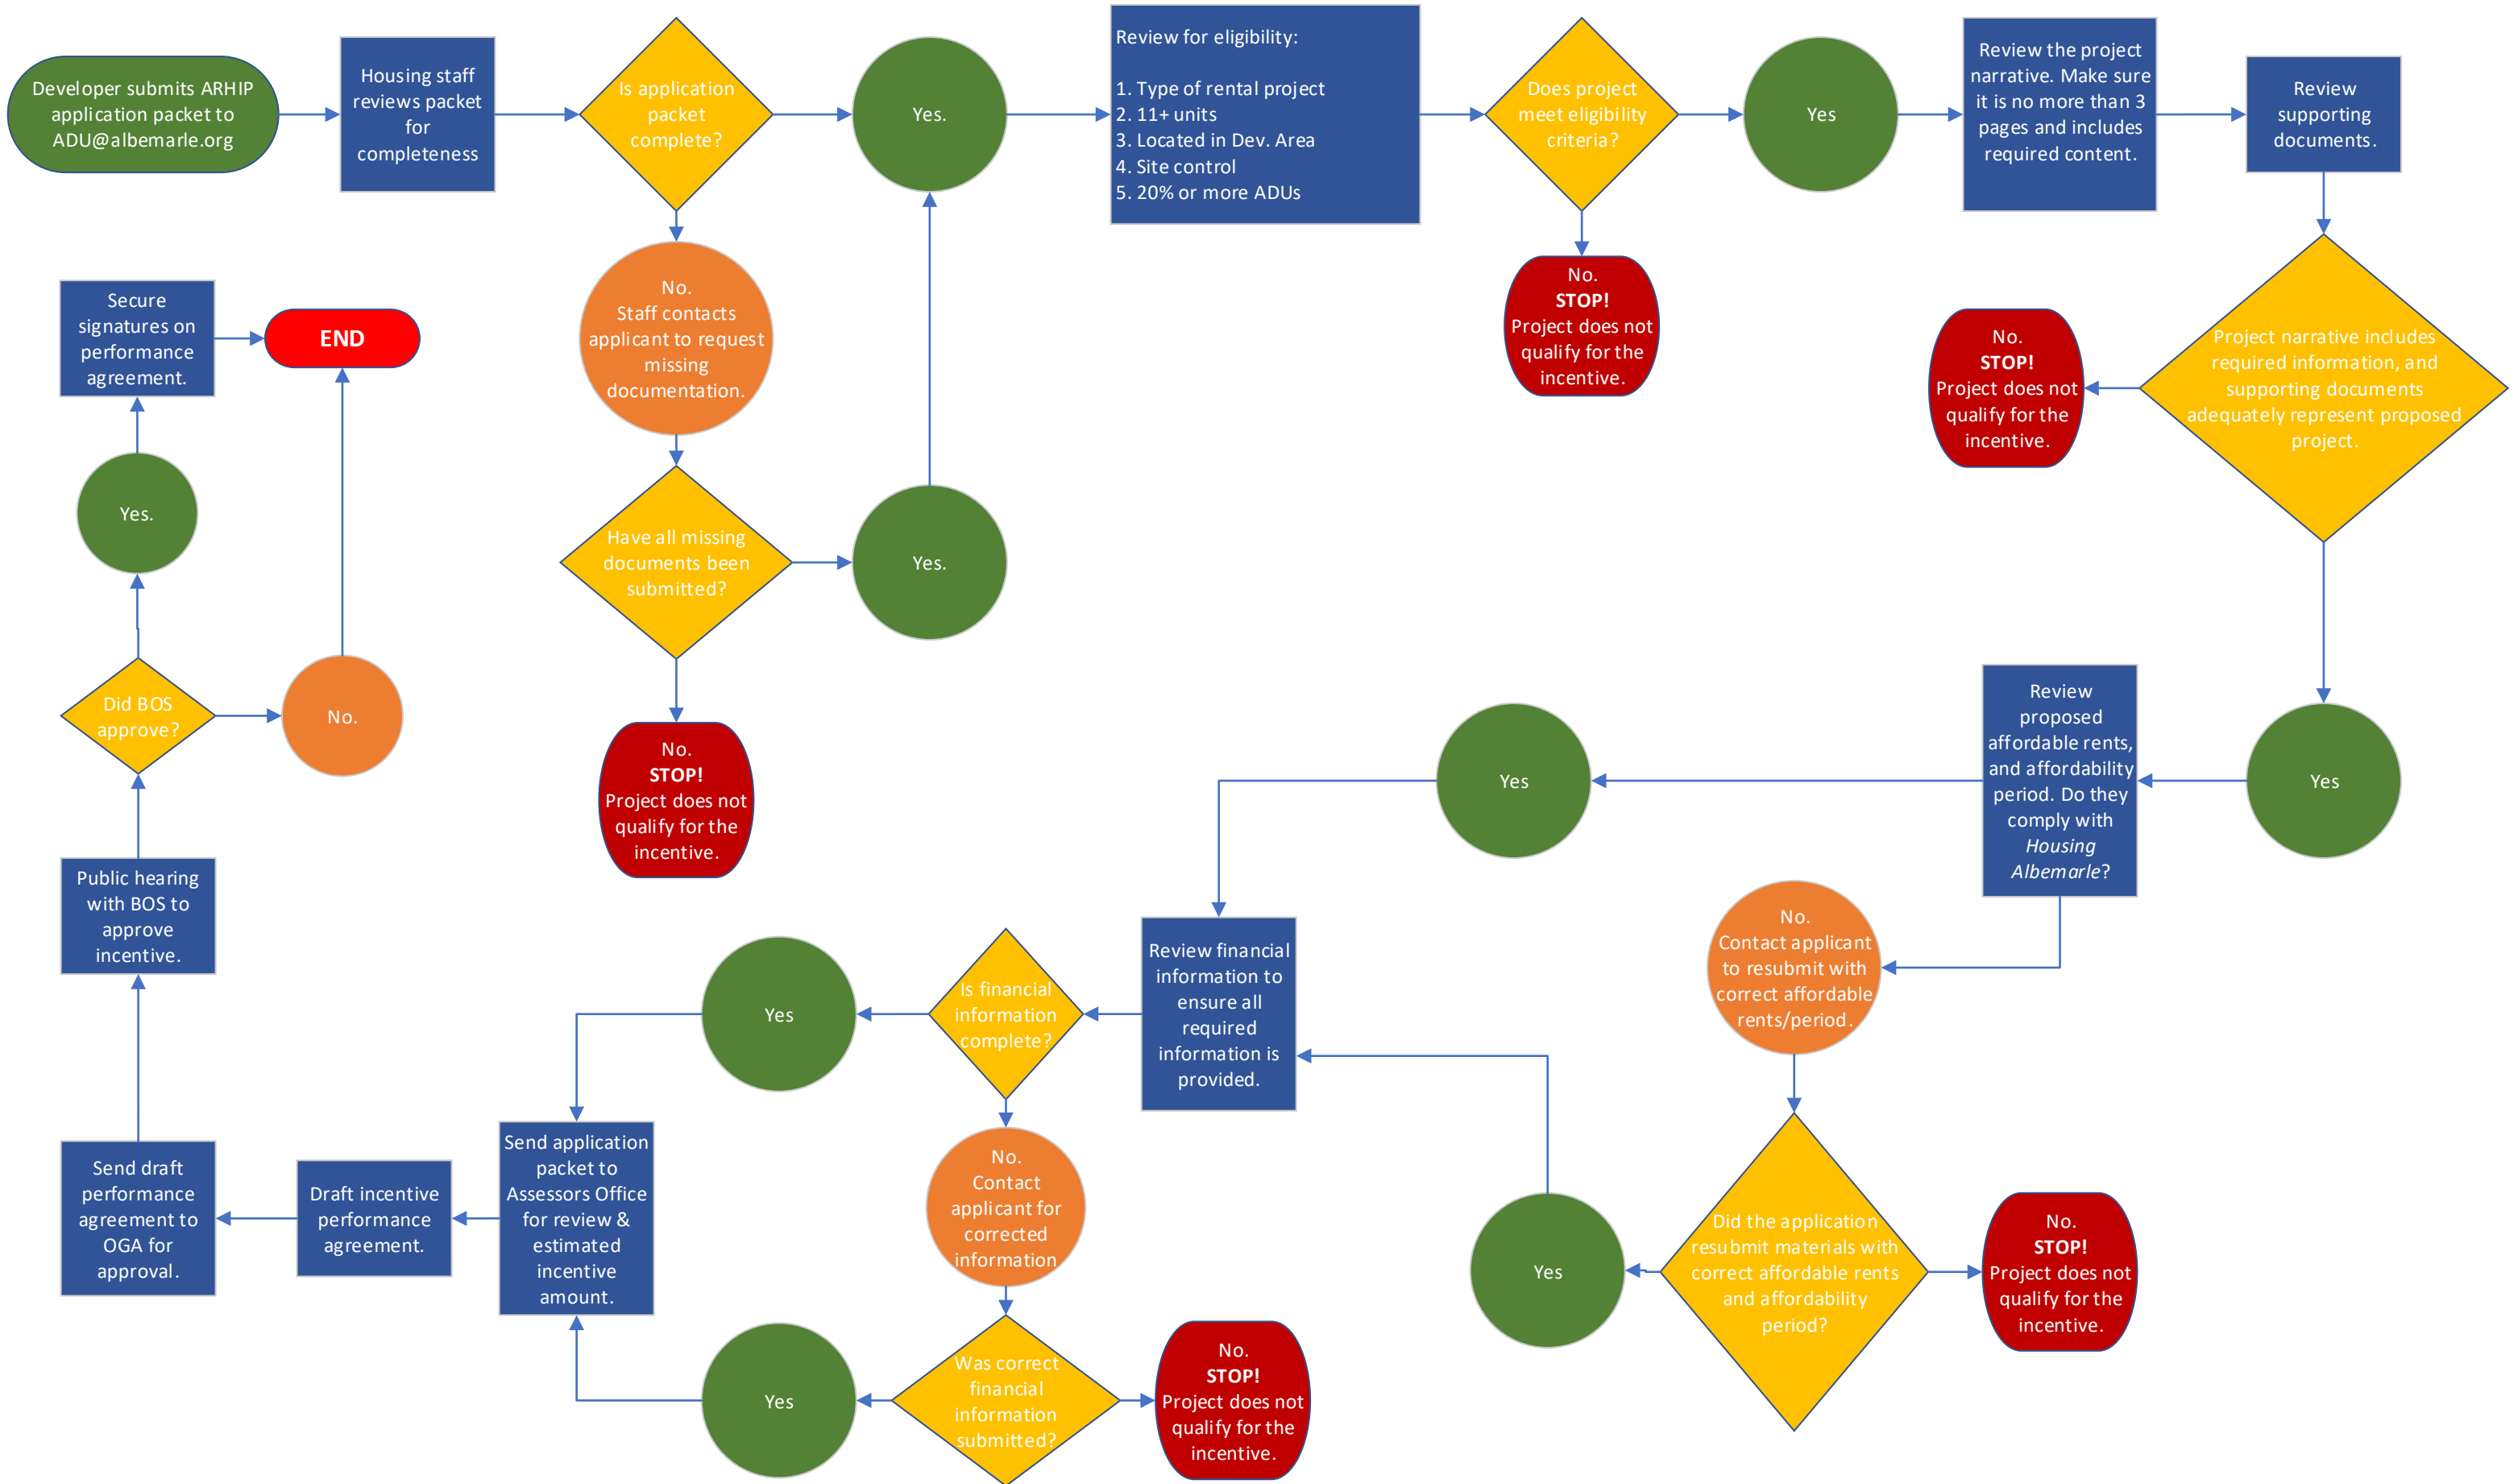 Developer submits ARHIP
application packet to
ADU@albemarle.org
Housing staff
reviews packet
for
completeness
Is application
packet
complete?
Yes.
Review for eligibility:
1. Type of rental project
2. 11+ units
3. Located in Dev. Area
4. Site control
5. 20% or more ADUs
Does project
meet eligibility
criteria?
Yes
Review the project
narrative. Make sure
it is no more than 3
pages and includes
required content.
Review
supporting
documents.
No.
Staff contacts
applicant to request
missing
documentation.
No.
STOP!
Project does not
qualify for the
incentive.
Project narrative includes
required information, and
supporting documents
adequately represent proposed
project.
No.
STOP!
Project does not
qualify for the
incentive.
Have all missing
documents been
submitted?
Yes.
No.
STOP!
Project does not
qualify for the
incentive.
Yes
Review
proposed
affordable rents,
and affordability
period. Do they
comply with
Housing
Albemarle?
Yes
No.
Contact applicant
to resubmit with
correct affordable
rents/period.
Did the application
resubmit materials with
correct affordable rents
and affordability
period?
No.
STOP!
Project does not
qualify for the
incentive.
Yes
Review financial
information to
ensure all
required
information is
provided.
Is financial
information
complete?
Yes
No.
Contact
applicant for
corrected
information
Was correct
financial
information
submitted?
No.
STOP!
Project does not
qualify for the
incentive.
Yes
Send application
packet to
Assessors Office
for review &
estimated
incentive
amount.
Draft incentive
performance
agreement.
Send draft
performance
agreement to
OGA for
approval.
Public hearing
with BOS to
approve
incentive.
Did BOS
approve?
No.
Yes.
Secure
signatures on
performance
agreement.
END